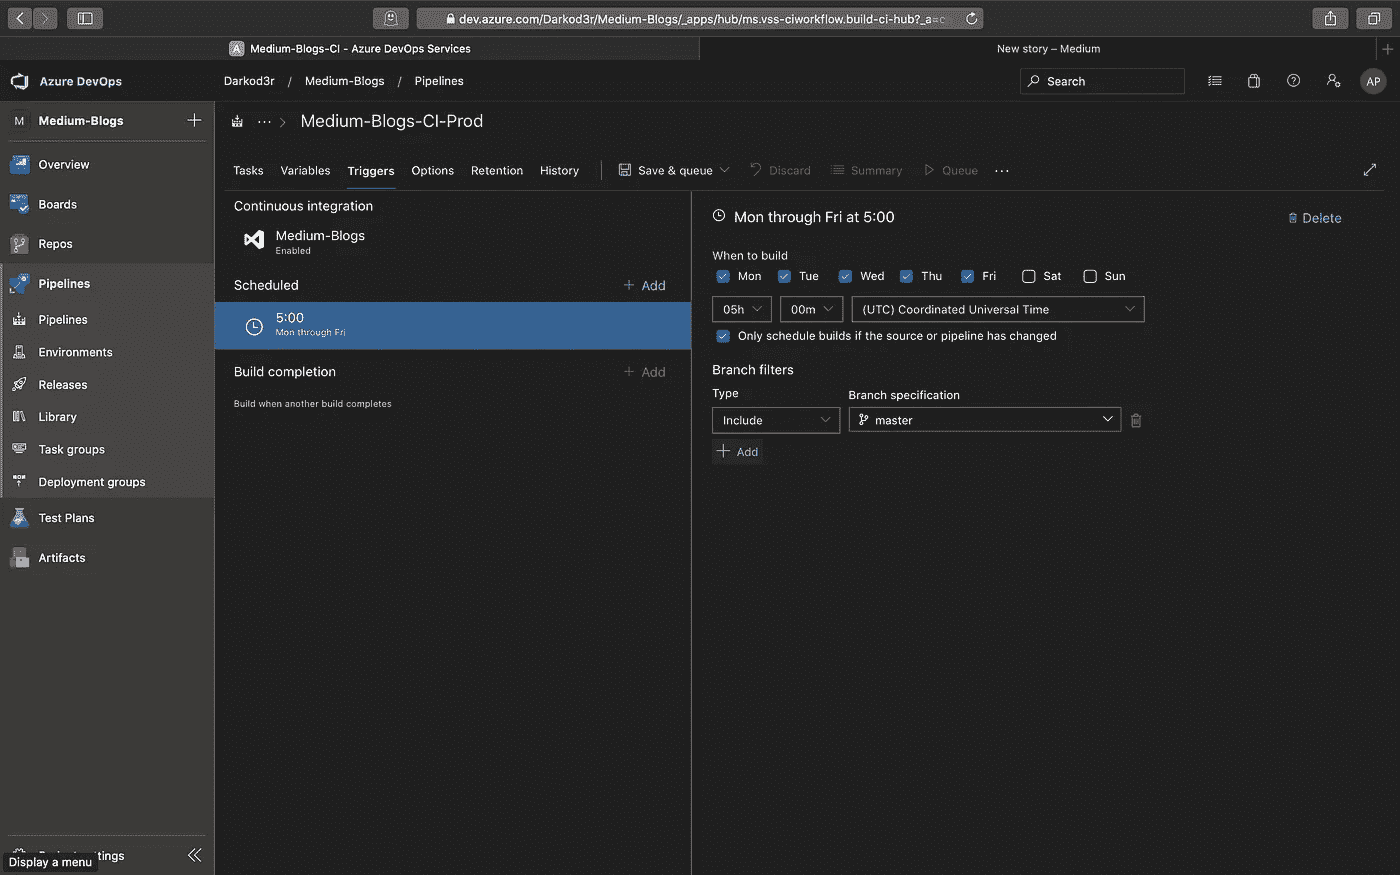 dev.azure.com/Darkod3r/Medium-Blogs/_apps/hub/ms.vss-ciworkflow.build-ci-hub?_a=c
Medium-Blogs-CI - Azure DevOps Services
New story – Medium
Azure DevOps
Darkod3r / Medium-Blogs / Pipelines
Search
AP
M Medium-Blogs
Medium-Blogs-CI-Prod
Overview
Boards
Repos
Pipelines
Pipelines
Environments
Releases
Library
Task groups
Deployment groups
Test Plans
Artifacts
Display a menu
Tasks Variables Triggers Options Retention History Save & queue Discard Summary Queue
Continuous integration
Medium-Blogs
Enabled
Scheduled
+ Add
5:00
Mon through Fri
Build completion
+ Add
Build when another build completes
Mon through Fri at 5:00
Delete
When to build
Mon Tue Wed Thu Fri Sat Sun
05h 00m (UTC) Coordinated Universal Time
Only schedule builds if the source or pipeline has changed
Branch filters
Type
Branch specification
Include
master
+ Add